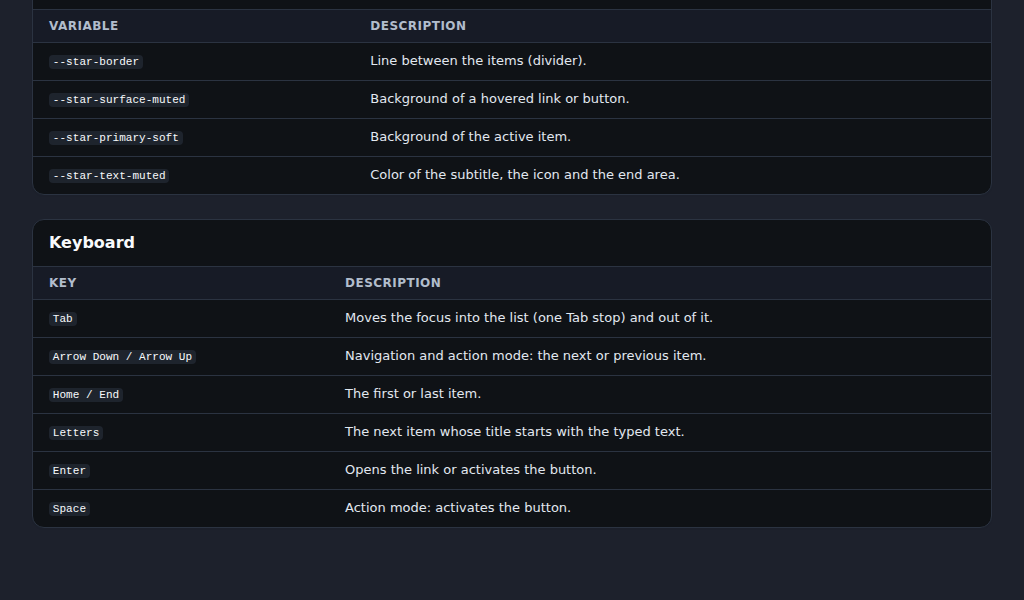 VARIABLE DESCRIPTION
--star-border Line between the items (divider).
--star-surface-muted Background of a hovered link or button.
--star-primary-soft Background of the active item.
--star-text-muted Color of the subtitle, the icon and the end area.
Keyboard
KEY DESCRIPTION
Tab Moves the focus into the list (one Tab stop) and out of it.
Arrow Down / Arrow Up Navigation and action mode: the next or previous item.
Home / End The first or last item.
Letters The next item whose title starts with the typed text.
Enter Opens the link or activates the button.
Space Action mode: activates the button.